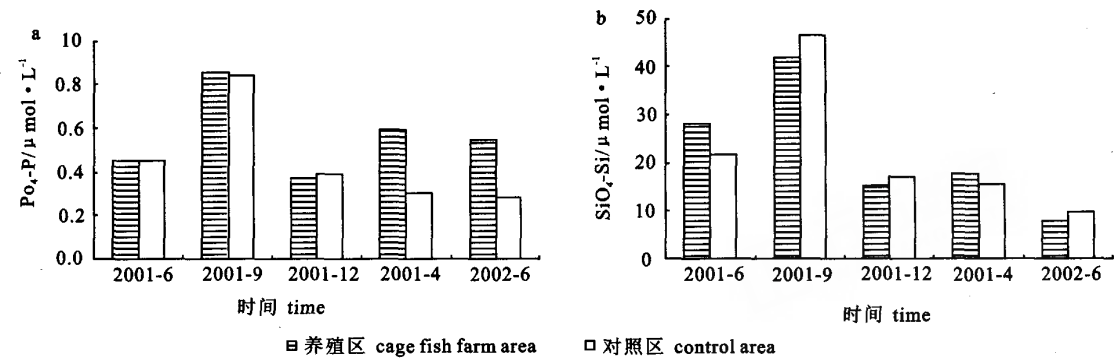 a
Po₄-P/μ mol·L⁻¹
10
0.8
0.6
0.4
0.2
0.0
2001-6 2001-9 2001-12 2001-4 2002-6
时间 time
b
SiO₄-Si/μ mol·L⁻¹
50
40
30
20
10
0
2001-6 2001-9 2001-12 2001-4 2002-6
时间 time
养殖区 cage fish farm area 对照区 control area